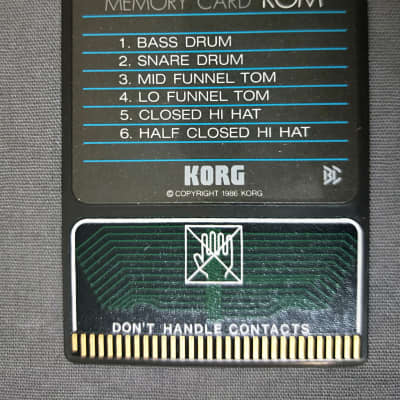 MEMORY CARD ROM
1. BASS DRUM
2. SNARE DRUM
3. MID FUNNEL TOM
4. LO FUNNEL TOM
5. CLOSED HI HAT
6. HALF CLOSED HI HAT
KORG
© COPYRIGHT 1986 KORG
DON'T HANDLE CONTACTS